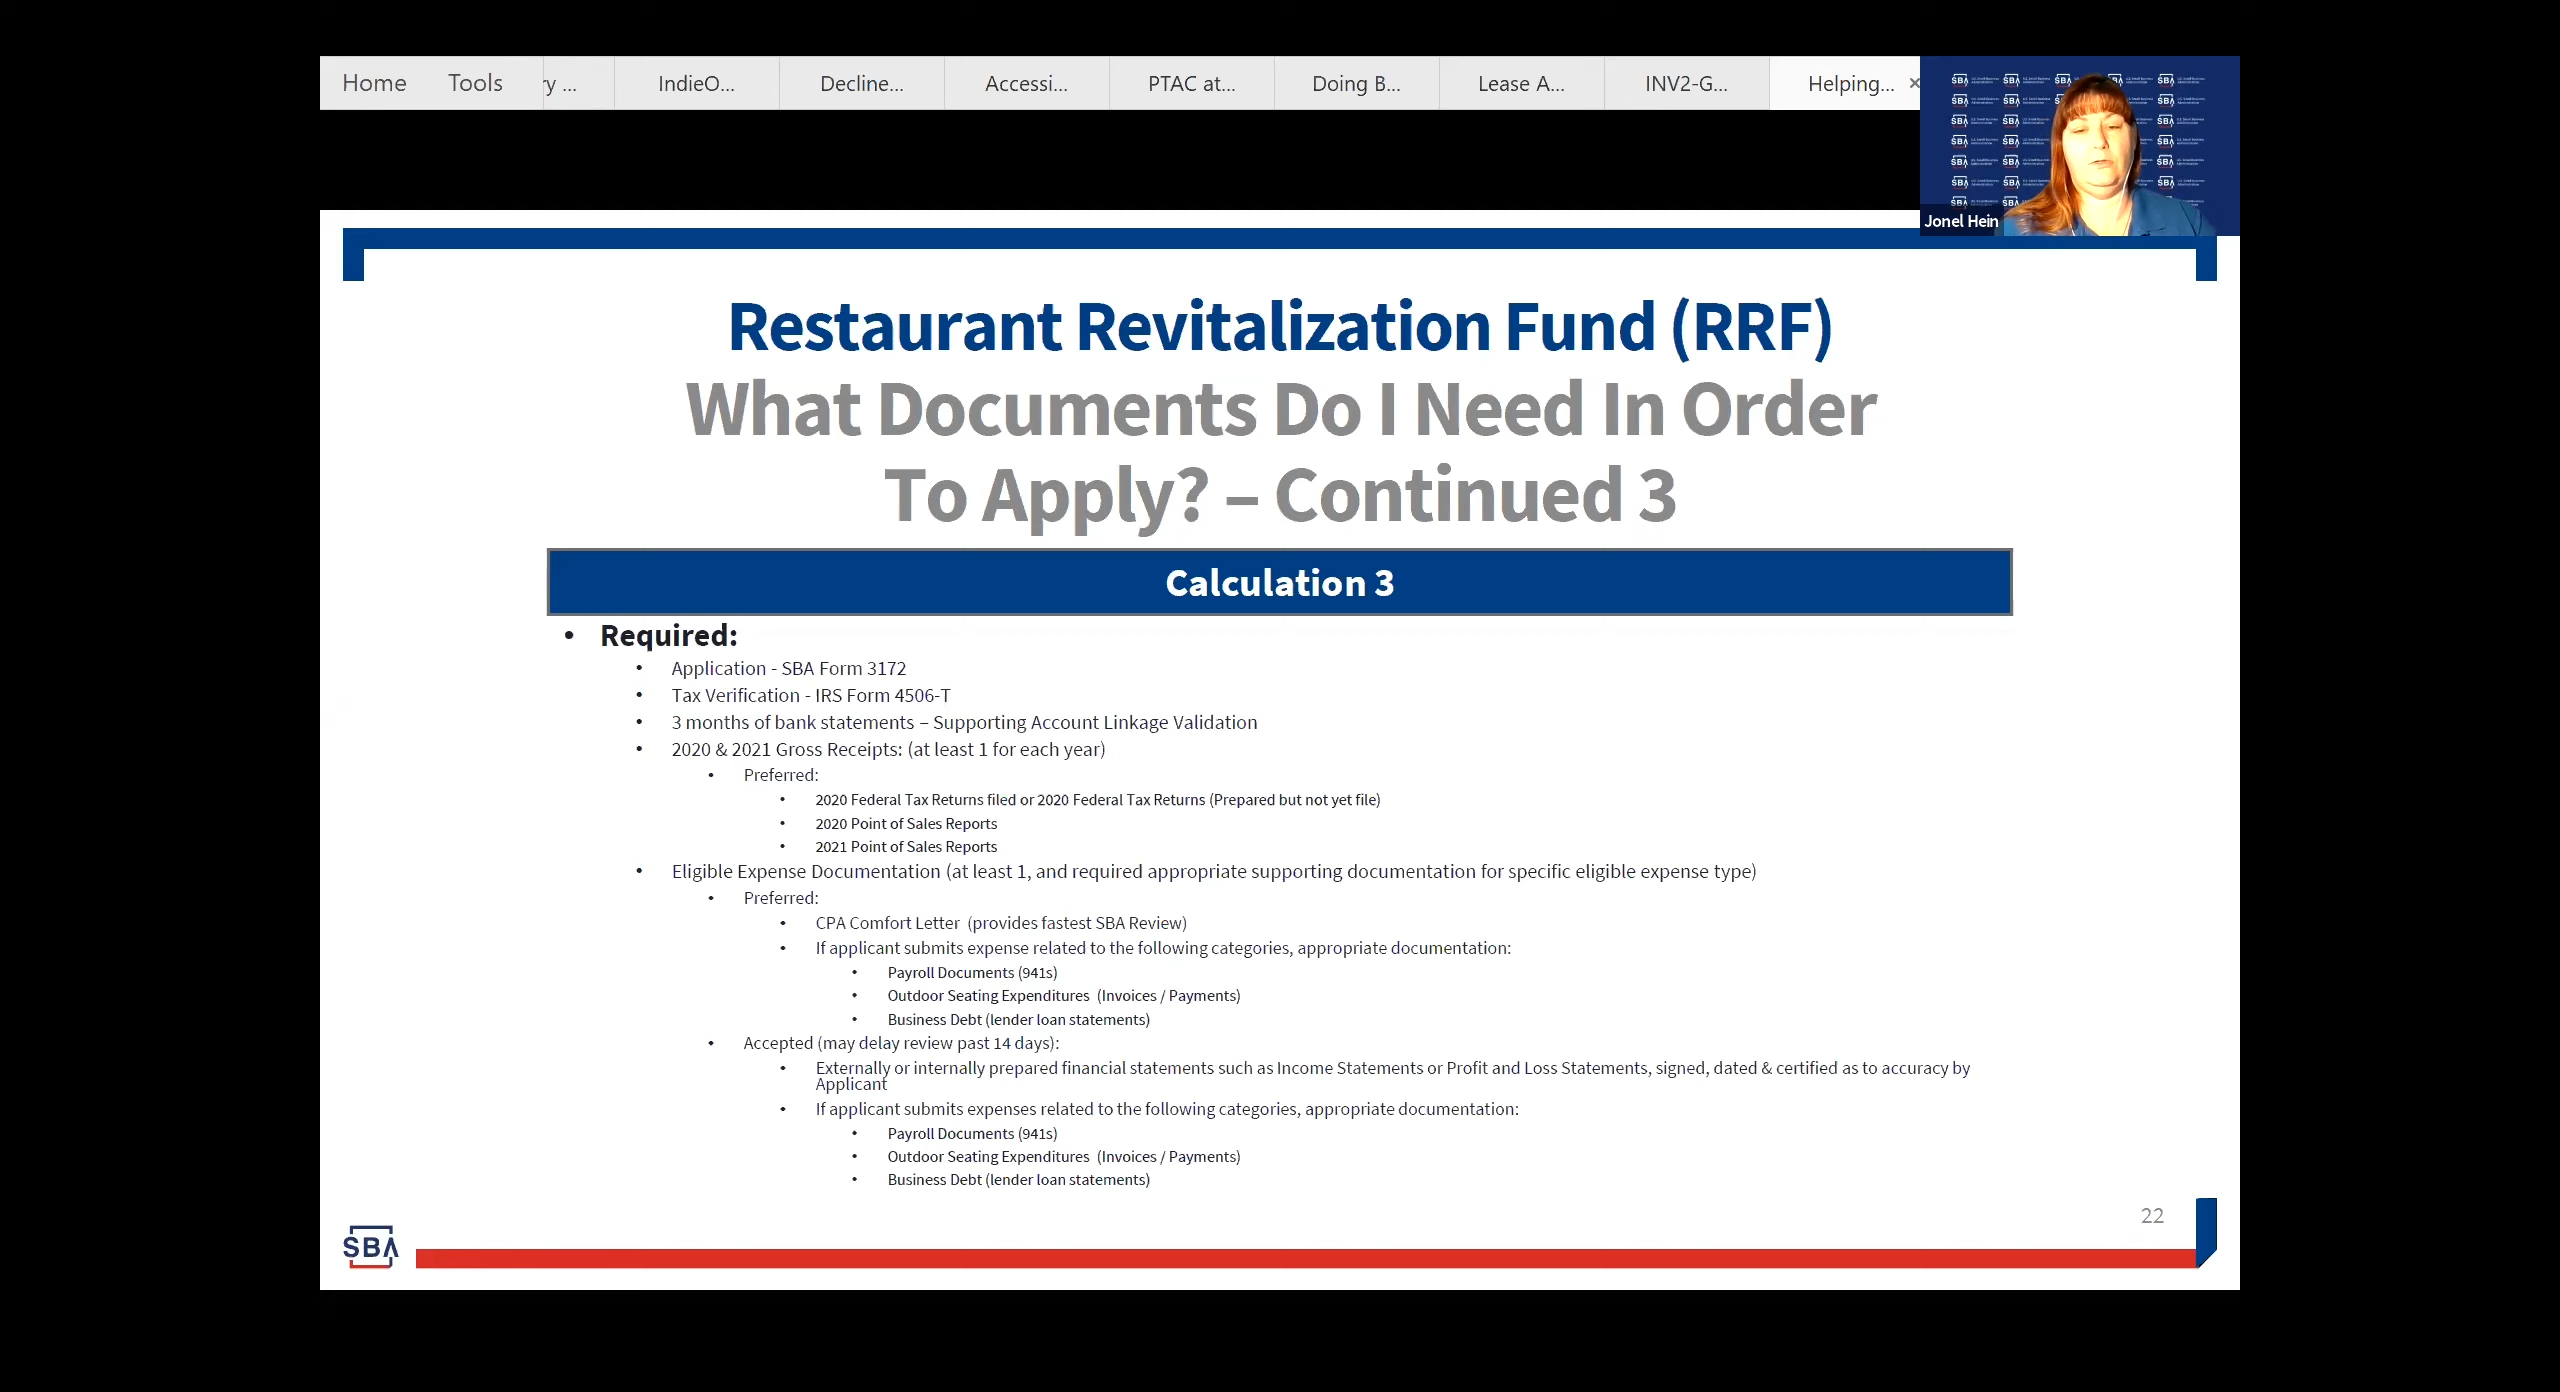 Home Tools ry ... IndieO... Decline... Accessi... PTAC at... Doing B... Lease A... INV2-G... Helping... ×
Jonel Hein
Restaurant Revitalization Fund (RRF)
What Documents Do I Need In Order
To Apply? – Continued 3
Calculation 3
• Required:
• Application - SBA Form 3172
• Tax Verification - IRS Form 4506-T
• 3 months of bank statements – Supporting Account Linkage Validation
• 2020 & 2021 Gross Receipts: (at least 1 for each year)
• Preferred:
• 2020 Federal Tax Returns filed or 2020 Federal Tax Returns (Prepared but not yet file)
• 2020 Point of Sales Reports
• 2021 Point of Sales Reports
• Eligible Expense Documentation (at least 1, and required appropriate supporting documentation for specific eligible expense type)
• Preferred:
• CPA Comfort Letter (provides fastest SBA Review)
• If applicant submits expense related to the following categories, appropriate documentation:
• Payroll Documents (941s)
• Outdoor Seating Expenditures (Invoices / Payments)
• Business Debt (lender loan statements)
• Accepted (may delay review past 14 days):
• Externally or internally prepared financial statements such as Income Statements or Profit and Loss Statements, signed, dated & certified as to accuracy by
Applicant
• If applicant submits expenses related to the following categories, appropriate documentation:
• Payroll Documents (941s)
• Outdoor Seating Expenditures (Invoices / Payments)
• Business Debt (lender loan statements)
22
SBA